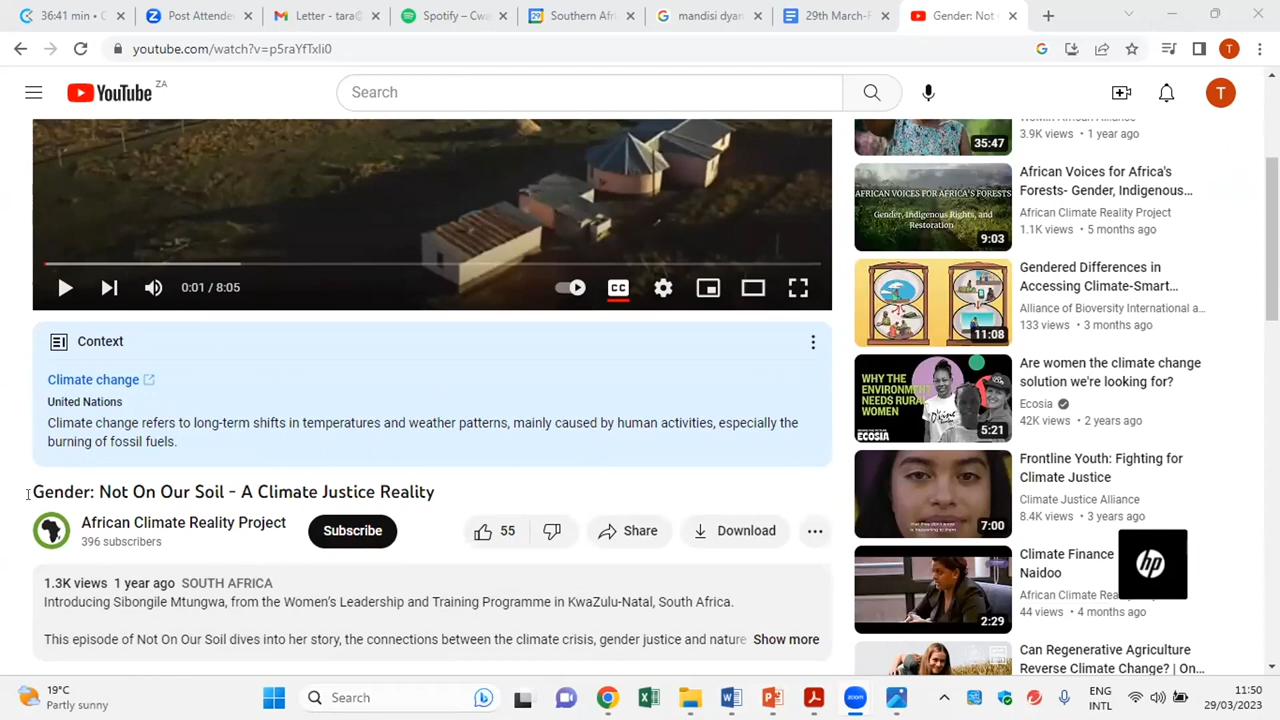 36:41 min - C
Post Attende
Letter - tara@
Spotify – Cwa
Southern Afri
mandisi dyan
29th March-F
Gender: Not
youtube.com/watch?v=p5raYfTxli0
T
YouTube ZA
Search
T
35:47
3.9K views • 1 year ago
AFRICAN VOICES FOR AFRICA'S FORESTS
Gender, Indigenous Rights, and
Restoration
9:03
African Voices for Africa's
Forests- Gender, Indigenous...
African Climate Reality Project
1.1K views • 5 months ago
0:01 / 8:05
CC
11:08
Gendered Differences in
Accessing Climate-Smart...
Alliance of Bioversity International a...
133 views • 3 months ago
Context
Climate change
United Nations
Climate change refers to long-term shifts in temperatures and weather patterns, mainly caused by human activities, especially the
burning of fossil fuels.
WHY THE
ENVIRONMENT
NEEDS RURAL
WOMEN
ECOSIA
5:21
Are women the climate change
solution we're looking for?
Ecosia
42K views • 2 years ago
Gender: Not On Our Soil - A Climate Justice Reality
African Climate Reality Project
396 subscribers
Subscribe
55
Share
Download
7:00
Frontline Youth: Fighting for
Climate Justice
Climate Justice Alliance
8.4K views • 3 years ago
1.3K views 1 year ago SOUTH AFRICA
Introducing Sibongile Mtungwa, from the Women's Leadership and Training Programme in KwaZulu-Natal, South Africa.
This episode of Not On Our Soil dives into her story, the connections between the climate crisis, gender justice and nature Show more
2:29
Climate Finance
Naidoo
African Climate Rea
44 views • 4 months ago
hp
Can Regenerative Agriculture
Reverse Climate Change? | On...
19°C
Partly sunny
Search
zoom
ENG
INTL
11:50
29/03/2023